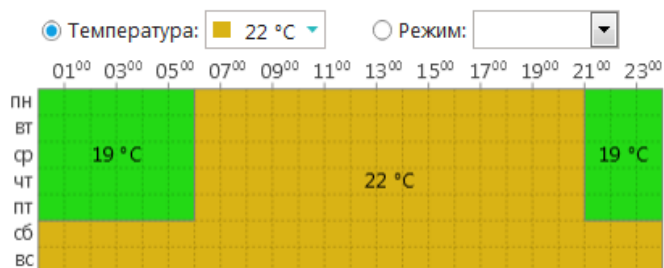 Температура: 22 °C Режим:
01⁰⁰ 03⁰⁰ 05⁰⁰ 07⁰⁰ 09⁰⁰ 11⁰⁰ 13⁰⁰ 15⁰⁰ 17⁰⁰ 19⁰⁰ 21⁰⁰ 23⁰⁰
пн
вт
ср 19 °C 19 °C
чт 22 °C
пт
сб
вс